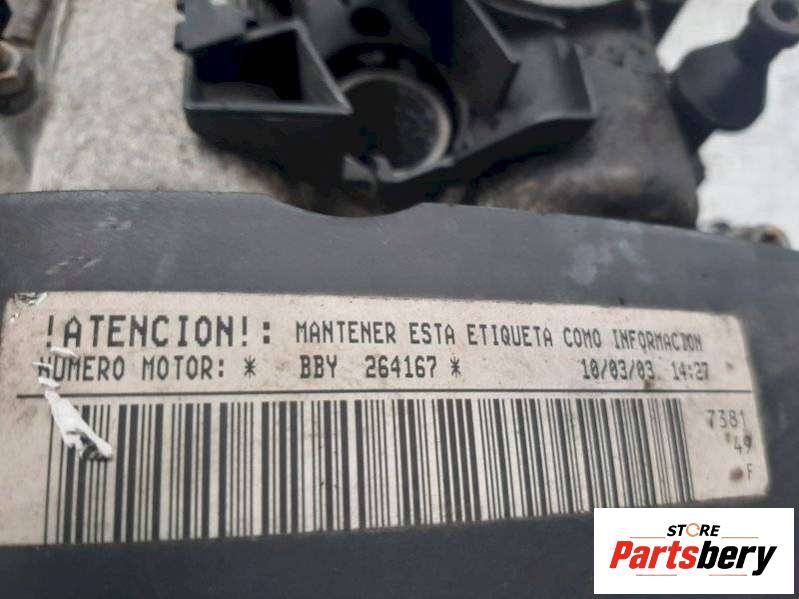 !ATENCION!: MANTENER ESTA ETIQUETA COMO INFORMACION
NUMERO MOTOR: * BBY 264167 * 10/03/03 14:27
7381
49
F
STORE
Partsbery